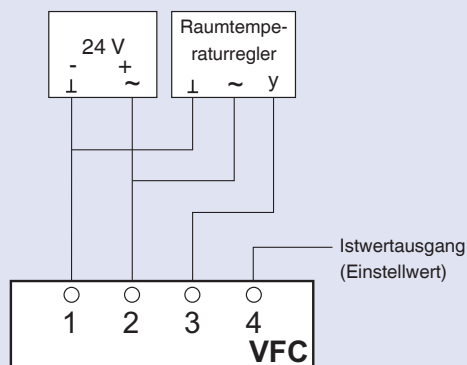 24 V
- +
⊥ ~
Raumtempe-
raturregler
⊥ ~ y
Istwertausgang
(Einstellwert)
1 2 3 4
VFC